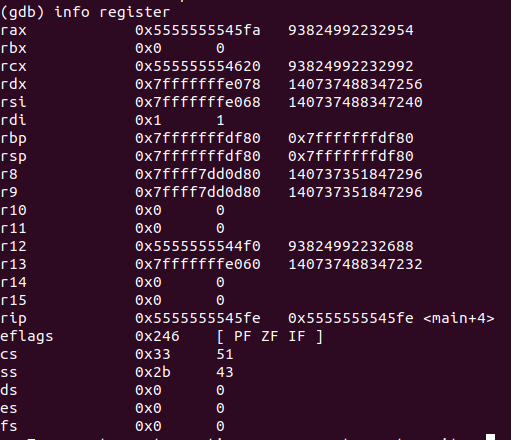 (gdb) info register
rax 0x5555555545fa 93824992232954
rbx 0x0 0
rcx 0x555555554620 93824992232992
rdx 0x7fffffffe078 140737488347256
rsi 0x7fffffffe068 140737488347240
rdi 0x1 1
rbp 0x7fffffffdf80 0x7fffffffdf80
rsp 0x7fffffffdf80 0x7fffffffdf80
r8 0x7ffff7dd0d80 140737351847296
r9 0x7ffff7dd0d80 140737351847296
r10 0x0 0
r11 0x0 0
r12 0x5555555544f0 93824992232688
r13 0x7fffffffe060 140737488347232
r14 0x0 0
r15 0x0 0
rip 0x5555555545fe 0x5555555545fe <main+4>
eflags 0x246 [ PF ZF IF ]
cs 0x33 51
ss 0x2b 43
ds 0x0 0
es 0x0 0
fs 0x0 0